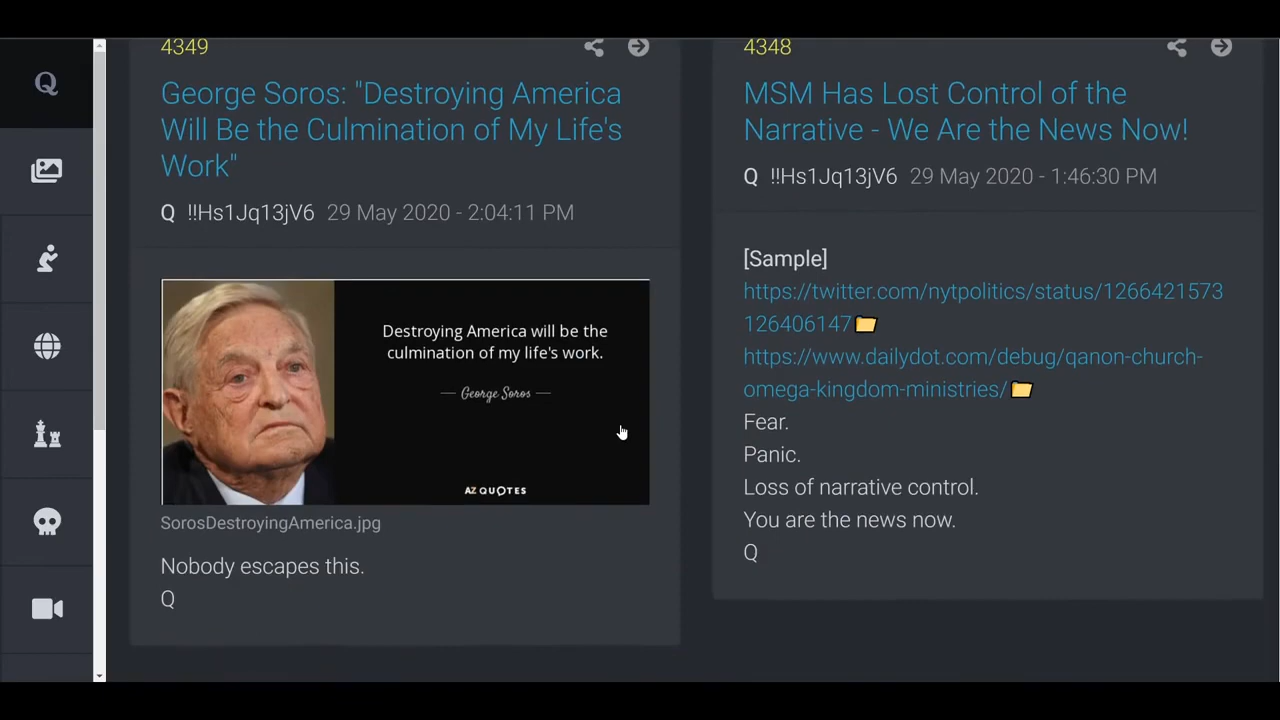 4349
George Soros: "Destroying America
Will Be the Culmination of My Life's
Work"
Q !!Hs1Jq13jV6 29 May 2020 - 2:04:11 PM
Destroying America will be the
culmination of my life's work.
George Soros
AZ QUOTES
SorosDestroyingAmerica.jpg
Nobody escapes this.
Q
4348
MSM Has Lost Control of the
Narrative - We Are the News Now!
Q !!Hs1Jq13jV6 29 May 2020 - 1:46:30 PM
[Sample]
https://twitter.com/nytpolitics/status/1266421573
126406147
https://www.dailydot.com/debug/qanon-church-
omega-kingdom-ministries/
Fear.
Panic.
Loss of narrative control.
You are the news now.
Q
Q